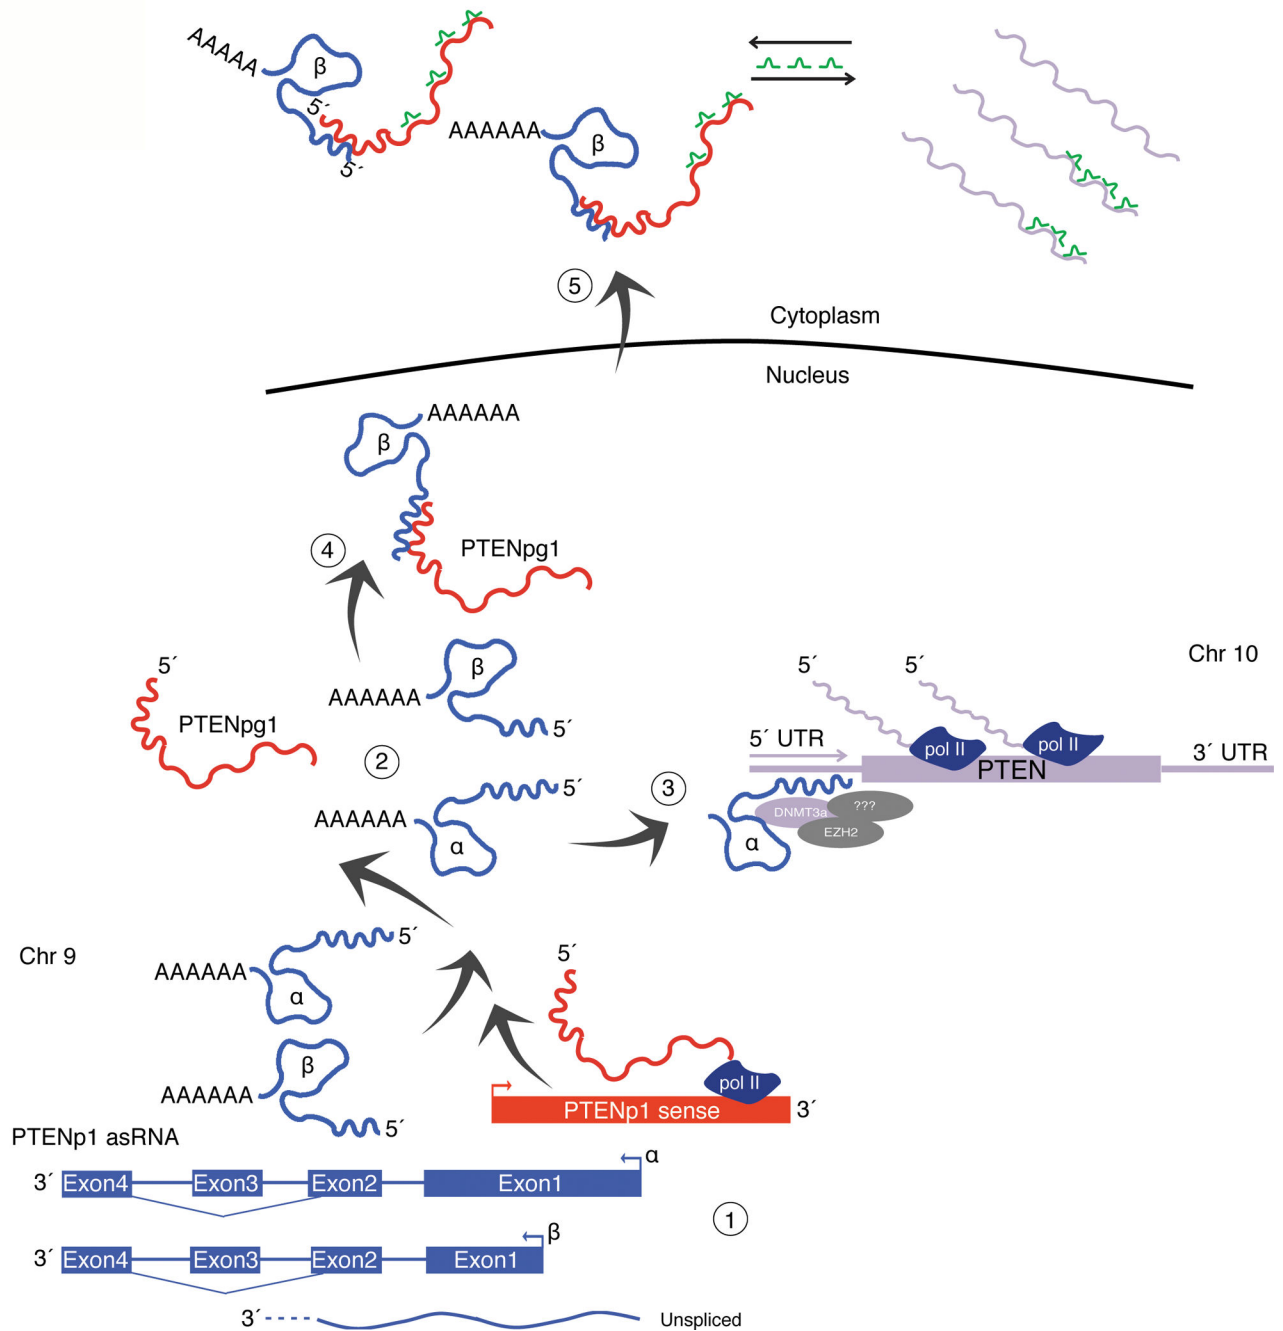 AAAAA
β
5´
5´
AAAAAA
β
5
Cytoplasm
Nucleus
AAAAAA
β
4
PTENpg1
5´
PTENpg1
AAAAAA
β
5´
2
AAAAAA
α
5´
3
Chr 10
5´
5´
5´ UTR
pol II
pol II
PTEN
3´ UTR
DNMT3a
???
EZH2
α
Chr 9
AAAAAA
α
5´
AAAAAA
β
5´
5´
pol II
PTENp1 sense
3´
PTENp1 asRNA
3´ Exon4 Exon3 Exon2 Exon1 α
1
3´ Exon4 Exon3 Exon2 Exon1 β
3´ Unspliced